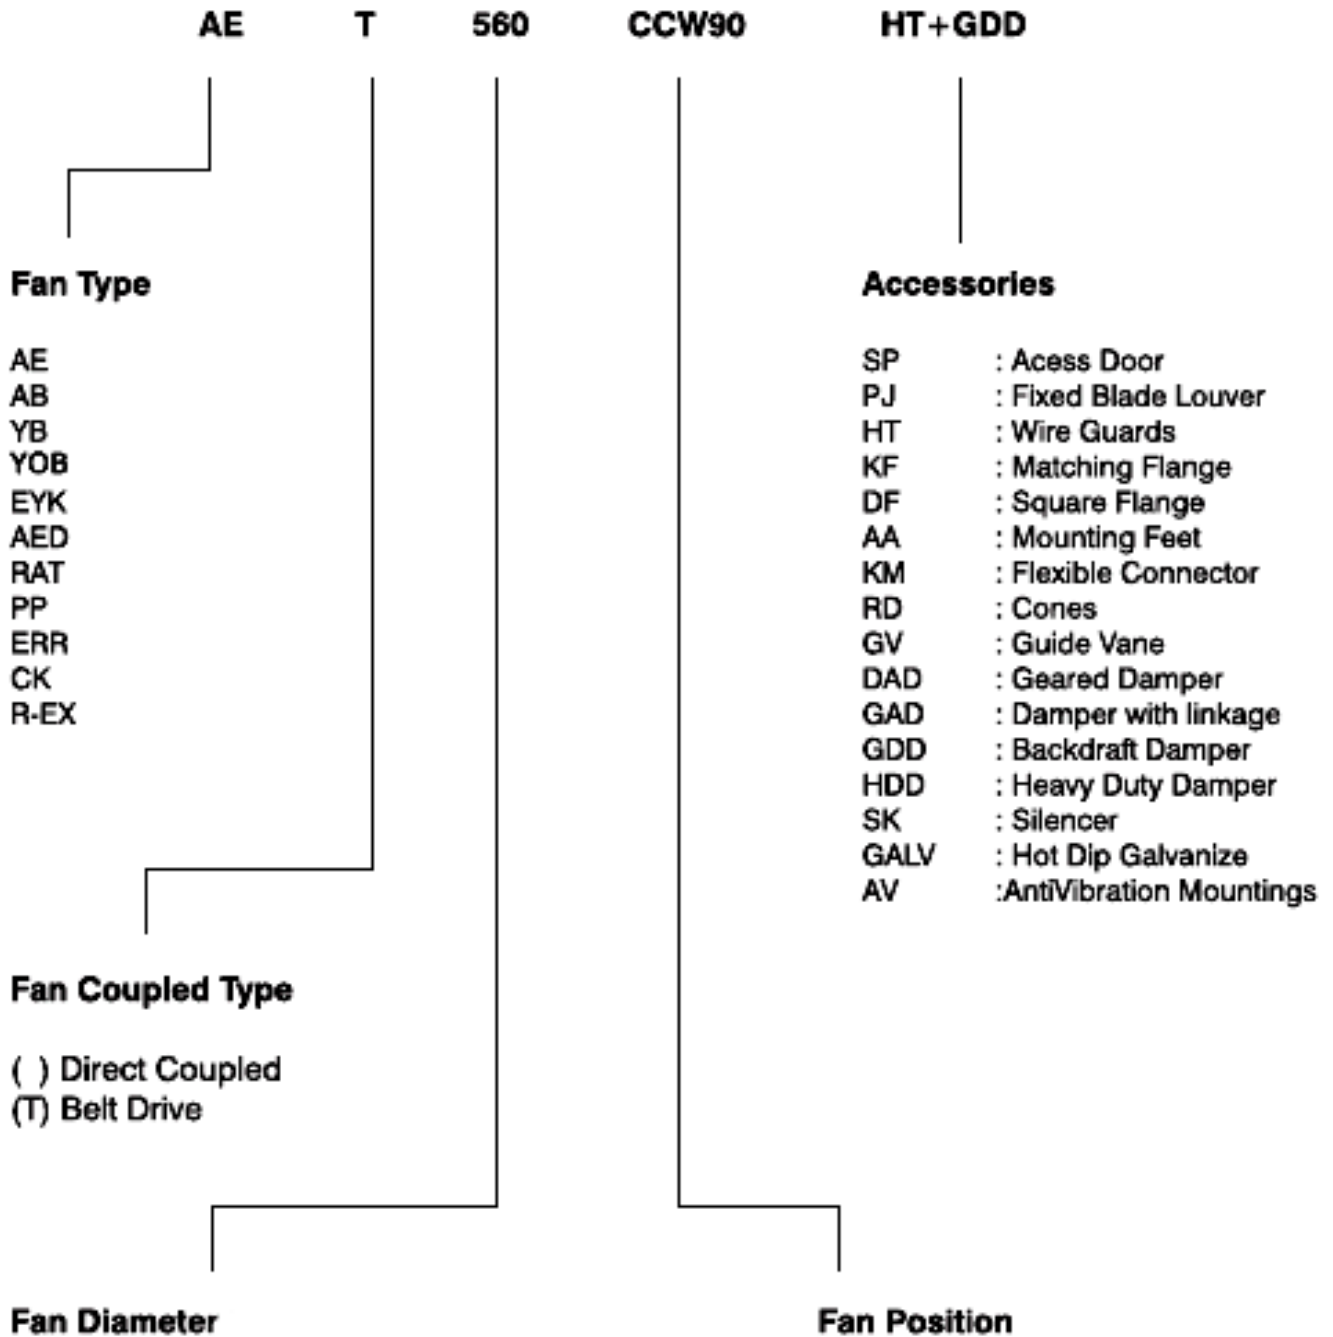 AE T 560 CCW90 HT+GDD
Fan Type
AE
AB
YB
YOB
EYK
AED
RAT
PP
ERR
CK
R-EX
Accessories
SP : Acess Door
PJ : Fixed Blade Louver
HT : Wire Guards
KF : Matching Flange
DF : Square Flange
AA : Mounting Feet
KM : Flexible Connector
RD : Cones
GV : Guide Vane
DAD : Geared Damper
GAD : Damper with linkage
GDD : Backdraft Damper
HDD : Heavy Duty Damper
SK : Silencer
GALV : Hot Dip Galvanize
AV :AntiVibration Mountings
Fan Coupled Type
( ) Direct Coupled
(T) Belt Drive
Fan Diameter
Fan Position